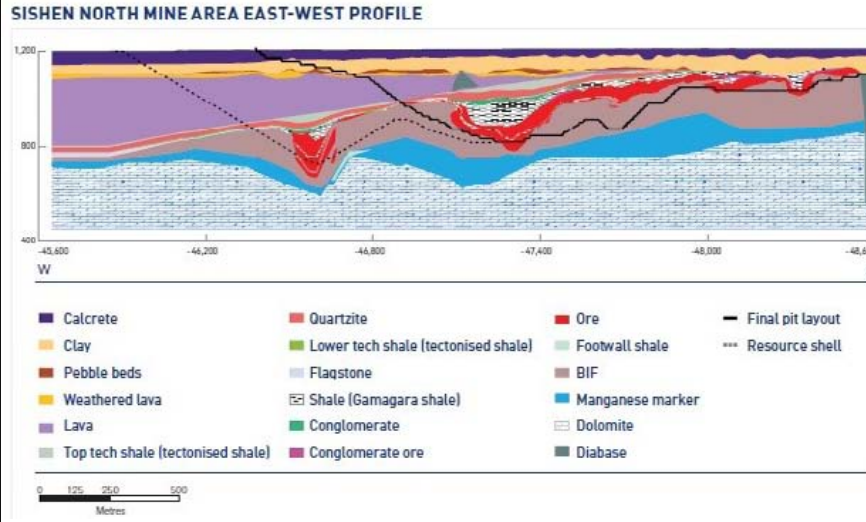 SISHEN NORTH MINE AREA EAST-WEST PROFILE
1,200
800
400
-45,600 -46,200 -46,800 -47,400 -48,000
W
Calcrete
Clay
Pebble beds
Weathered lava
Lava
Top tech shale (tectonised shale)
Quartzite
Lower tech shale (tectonised shale)
Flagstone
Shale (Gamagara shale)
Conglomerate
Conglomerate ore
Ore
Footwall shale
BIF
Manganese marker
Dolomite
Diabase
Final pit layout
Resource shell
0 125 250 500
Metres